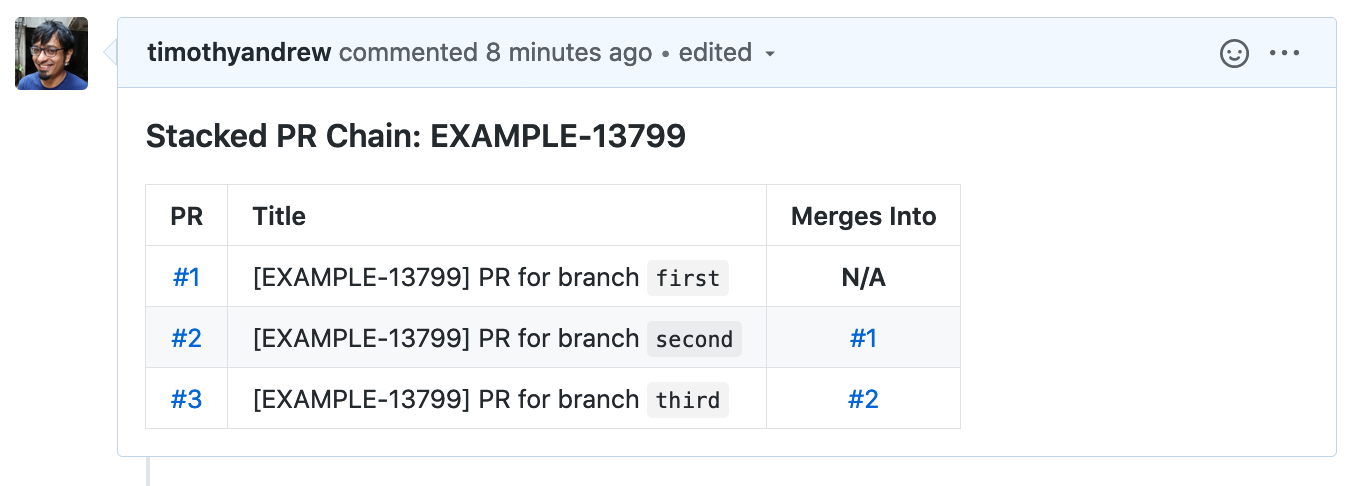 timothyandrew commented 8 minutes ago • edited
Stacked PR Chain: EXAMPLE-13799
PR Title Merges Into
#1 [EXAMPLE-13799] PR for branch first N/A
#2 [EXAMPLE-13799] PR for branch second #1
#3 [EXAMPLE-13799] PR for branch third #2